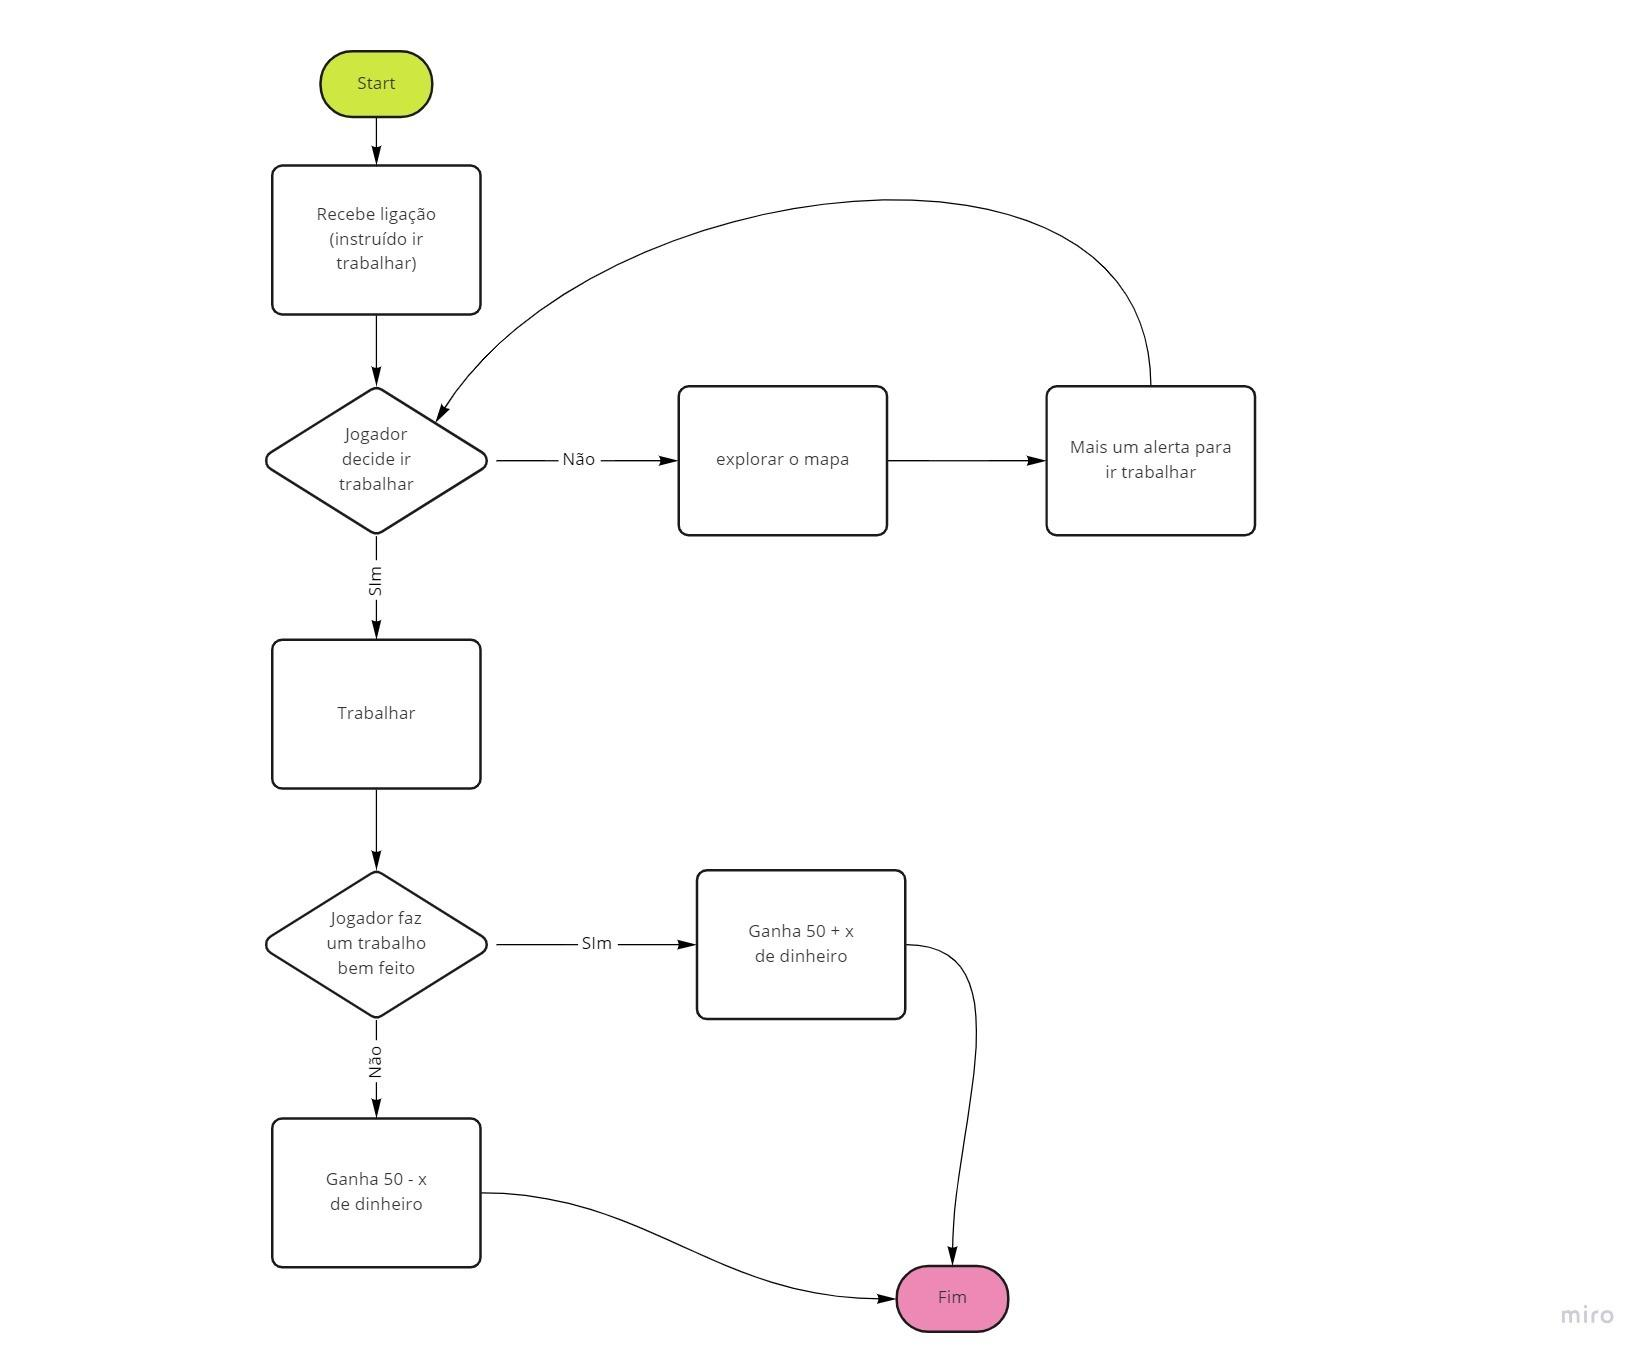 Start
Recebe ligação
(instruído ir
trabalhar)
Jogador
decide ir
trabalhar
Não
explorar o mapa
Mais um alerta para
ir trabalhar
SIm
Trabalhar
Jogador faz
um trabalho
bem feito
SIm
Ganha 50 + x
de dinheiro
Não
Ganha 50 - x
de dinheiro
Fim
miro